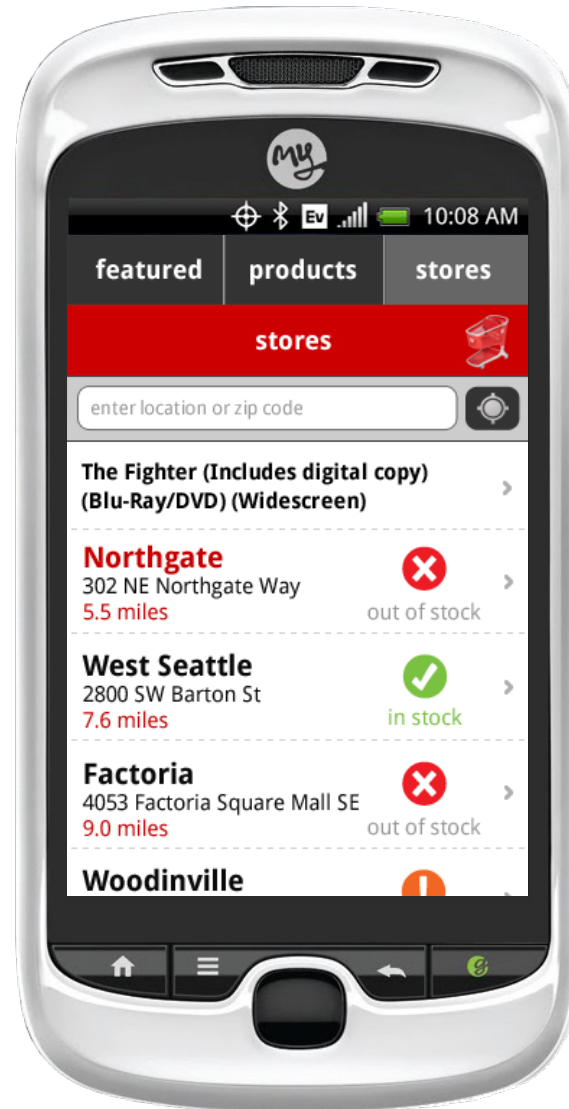 my
Ev 10:08 AM
featured products stores
stores
enter location or zip code
The Fighter (Includes digital copy)
(Blu-Ray/DVD) (Widescreen)
Northgate
302 NE Northgate Way
5.5 miles
out of stock
West Seattle
2800 SW Barton St
7.6 miles
in stock
Factoria
4053 Factoria Square Mall SE
9.0 miles
out of stock
Woodinville